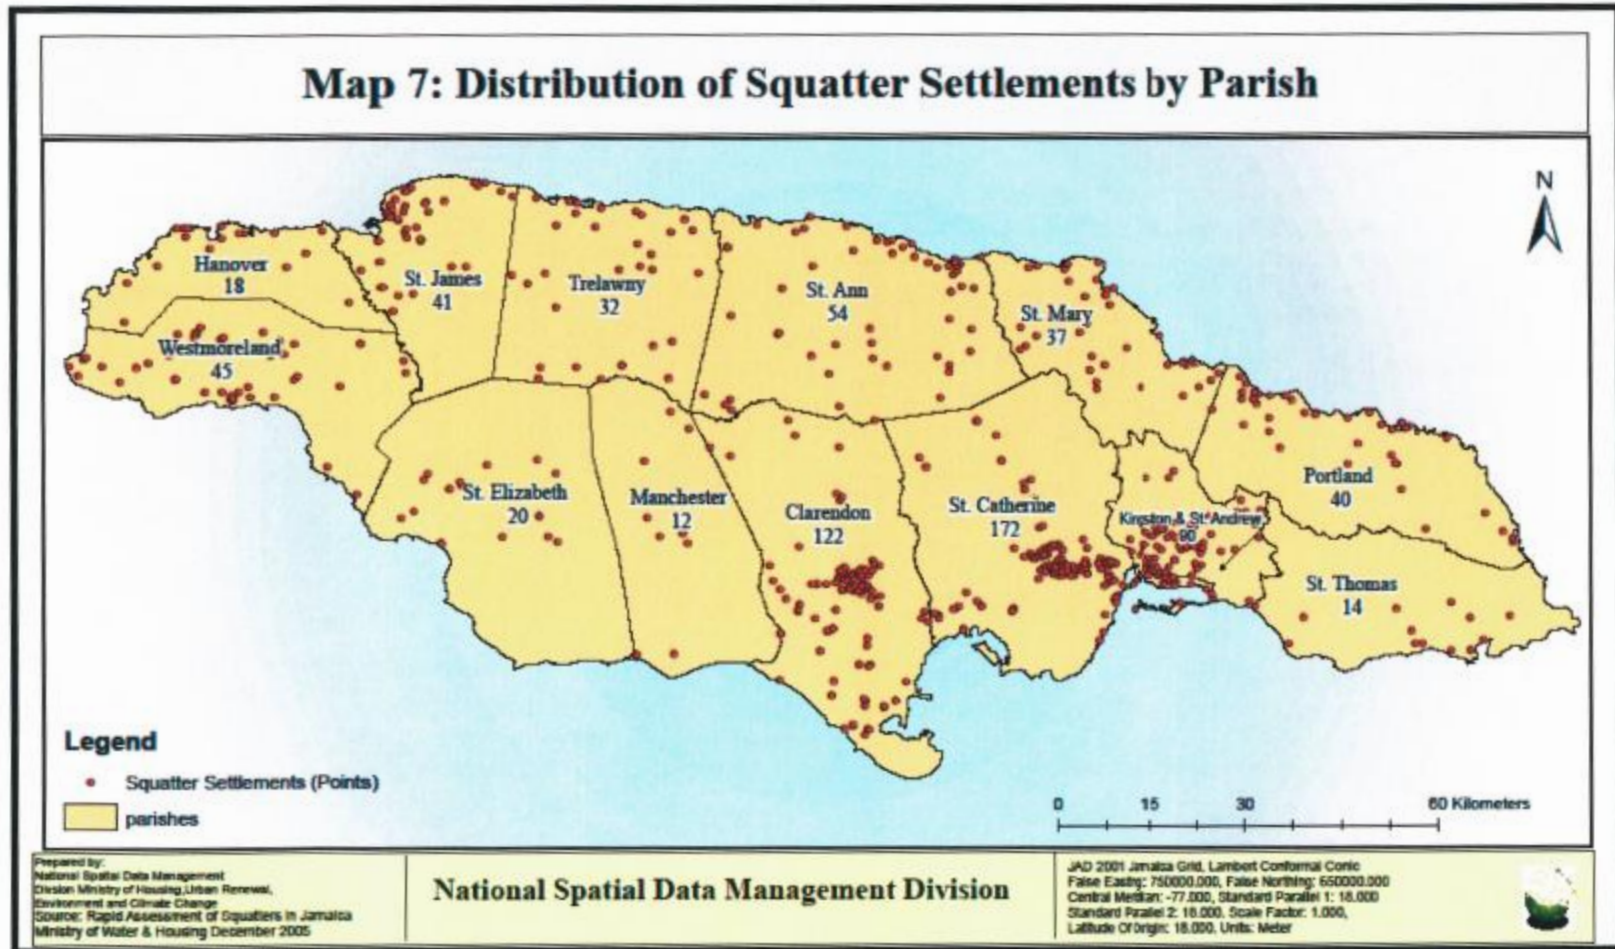 Map 7: Distribution of Squatter Settlements by Parish
N
Hanover
18
St. James
41
Trelawny
32
St. Ann
54
St. Mary
37
Westmoreland
45
St. Elizabeth
20
Manchester
12
Clarendon
122
St. Catherine
172
Kingston & St. Andrew
90
Portland
40
St. Thomas
14
Legend
Squatter Settlements (Points)
parishes
0 15 30 60 Kilometers
Prepared by:
National Spatial Data Management
Division Ministry of Housing,Urban Renewal,
Environment and Climate Change
Source: Rapid Assessment of Squatters in Jamaica
Ministry of Water & Housing December 2005
National Spatial Data Management Division
JAD 2001 Jamaica Grid, Lambert Conformal Conic
False Easting: 750000.000, False Northing: 650000.000
Central Meridian: -77.000, Standard Parallel 1: 18.000
Standard Parallel 2: 18.000, Scale Factor: 1.000,
Latitude Of Origin: 18.000, Units: Meter